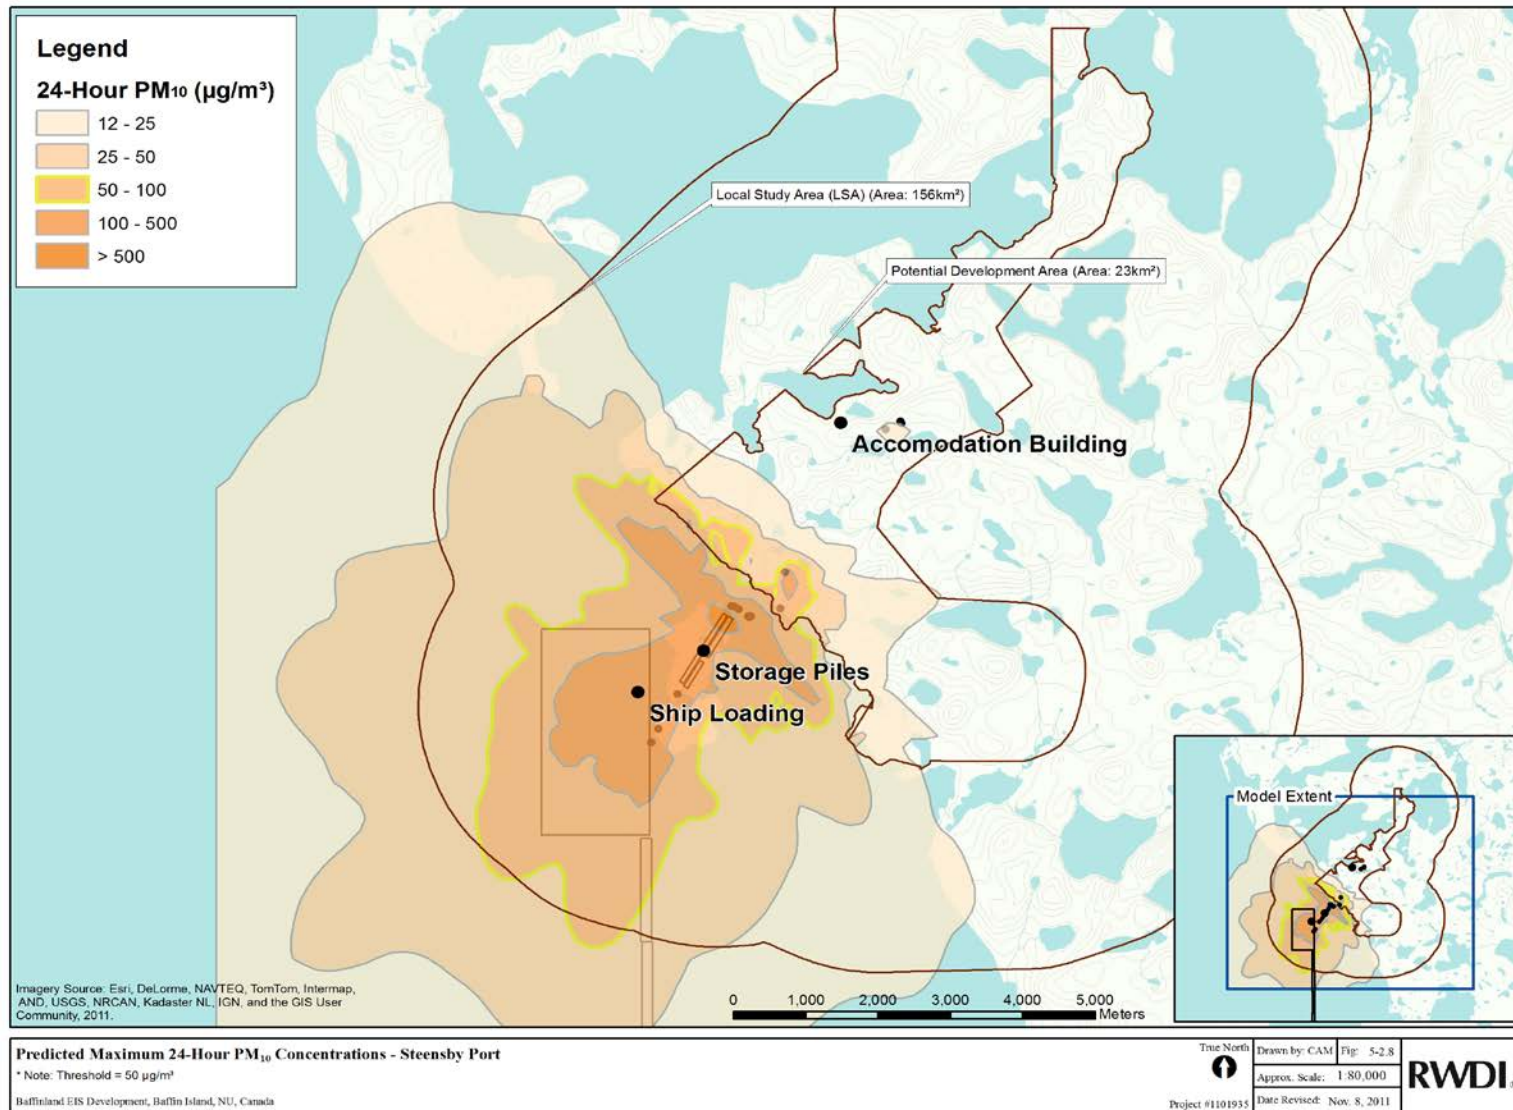 Legend
24-Hour PM10 (µg/m³)
12 - 25
25 - 50
50 - 100
100 - 500
> 500
Local Study Area (LSA) (Area: 156km²)
Potential Development Area (Area: 23km²)
Accomodation Building
Storage Piles
Ship Loading
Model Extent
Imagery Source: Esri, DeLorme, NAVTEQ, TomTom, Intermap,
AND, USGS, NRCAN, Kadaster NL, IGN, and the GIS User
Community, 2011.
0 1,000 2,000 3,000 4,000 5,000
Meters
Predicted Maximum 24-Hour PM10 Concentrations - Steensby Port
* Note: Threshold = 50 µg/m³
Baffinland EIS Development, Baffin Island, NU, Canada
True North
Project #1101935
Drawn by: CAM Fig: 5-2.8
Approx. Scale: 1:80,000
Date Revised: Nov. 8, 2011
RWDI